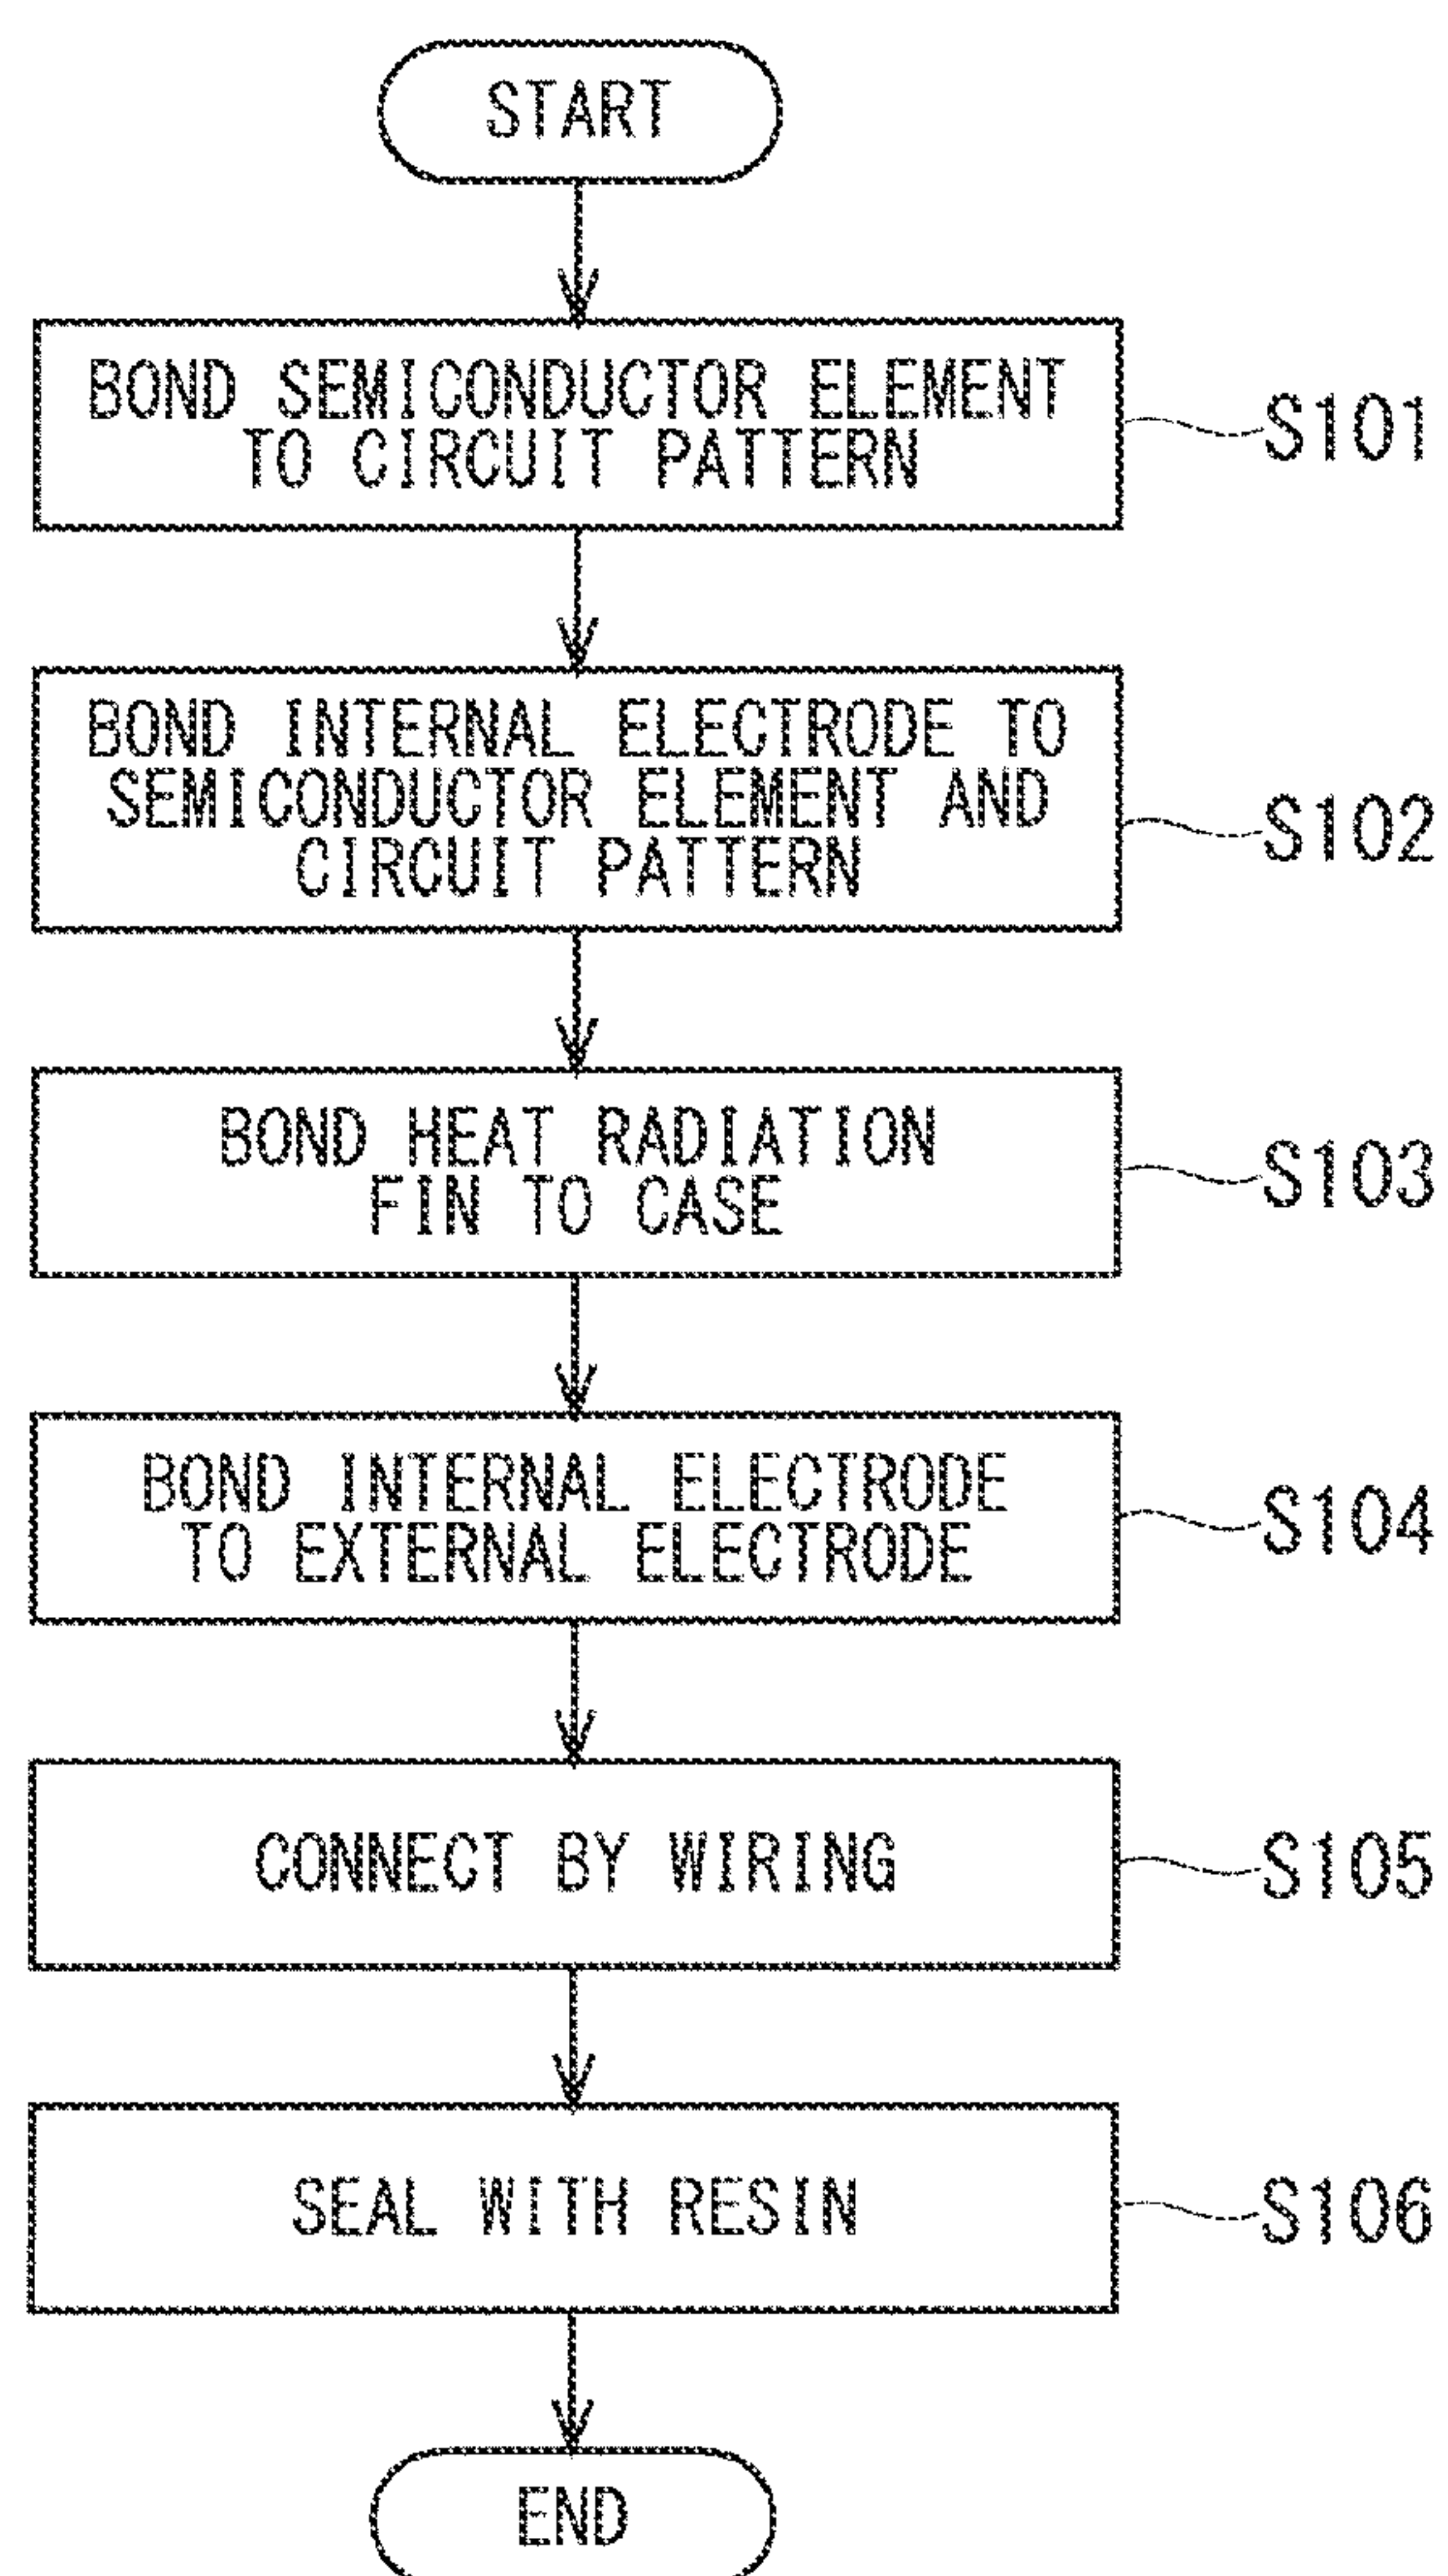 START
BOND SEMICONDUCTOR ELEMENT
TO CIRCUIT PATTERN
S101
BOND INTERNAL ELECTRODE TO
SEMICONDUCTOR ELEMENT AND
CIRCUIT PATTERN
S102
BOND HEAT RADIATION
FIN TO CASE
S103
BOND INTERNAL ELECTRODE
TO EXTERNAL ELECTRODE
S104
CONNECT BY WIRING
S105
SEAL WITH RESIN
S106
END